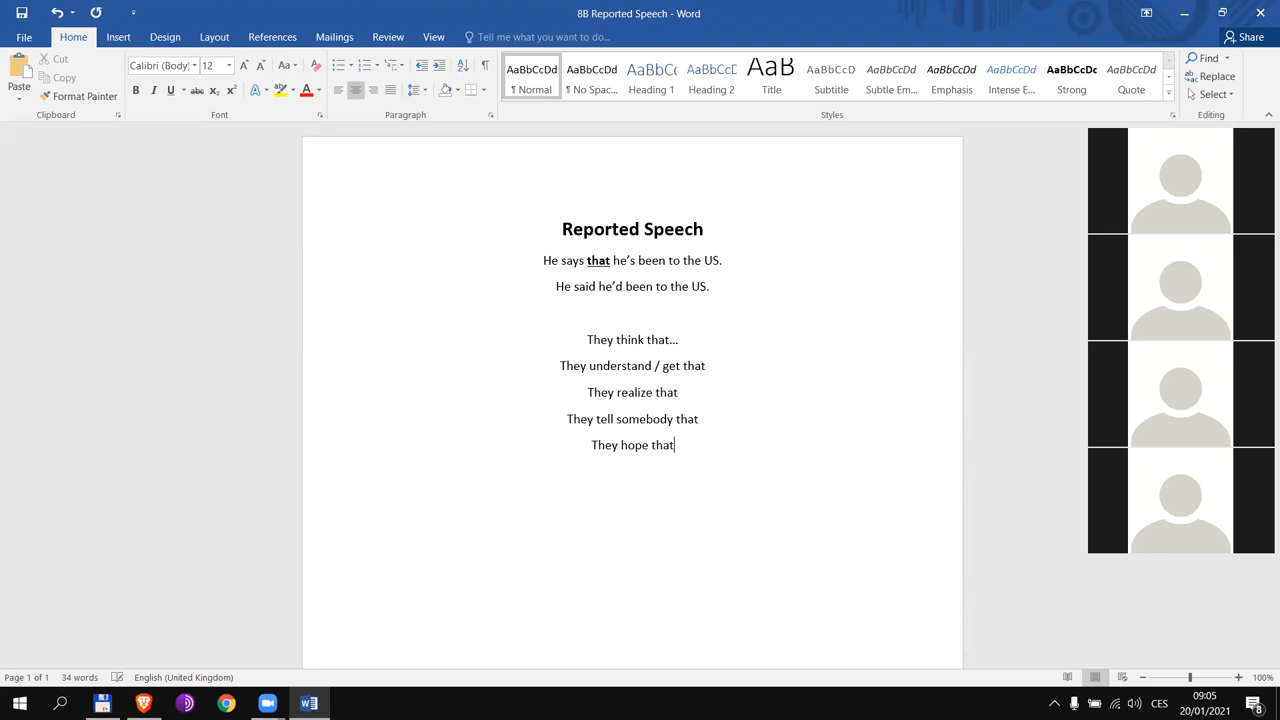 8B Reported Speech - Word
File Home Insert Design Layout References Mailings Review View Tell me what you want to do... Share
Paste
Cut
Copy
Format Painter
Clipboard
Calibri (Body) 12
Font
Paragraph
AaBbCcDd AaBbCcDd AaBbC AaBbCcD AaB AaBbCcD AaBbCcDd AaBbCcDd AaBbCcDd AaBbCcDc AaBbCcDd
¶ Normal ¶ No Spac... Heading 1 Heading 2 Title Subtitle Subtle Em... Emphasis Intense E... Strong Quote
Styles
Find
Replace
Select
Editing
Reported Speech
He says that he's been to the US.
He said he'd been to the US.
They think that...
They understand / get that
They realize that
They tell somebody that
They hope that
Page 1 of 1 34 words English (United Kingdom) 100%
CES
09:05
20/01/2021
8